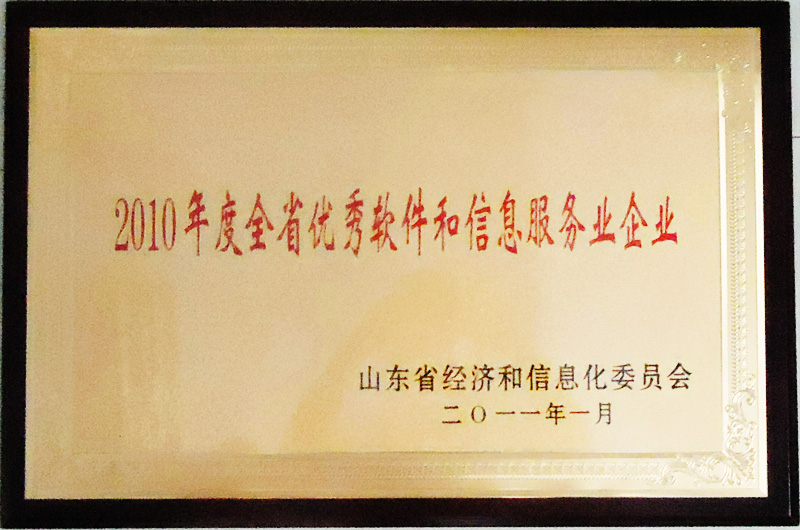 2010年度全省优秀软件和信息服务业企业
山东省经济和信息化委员会
二〇一一年一月